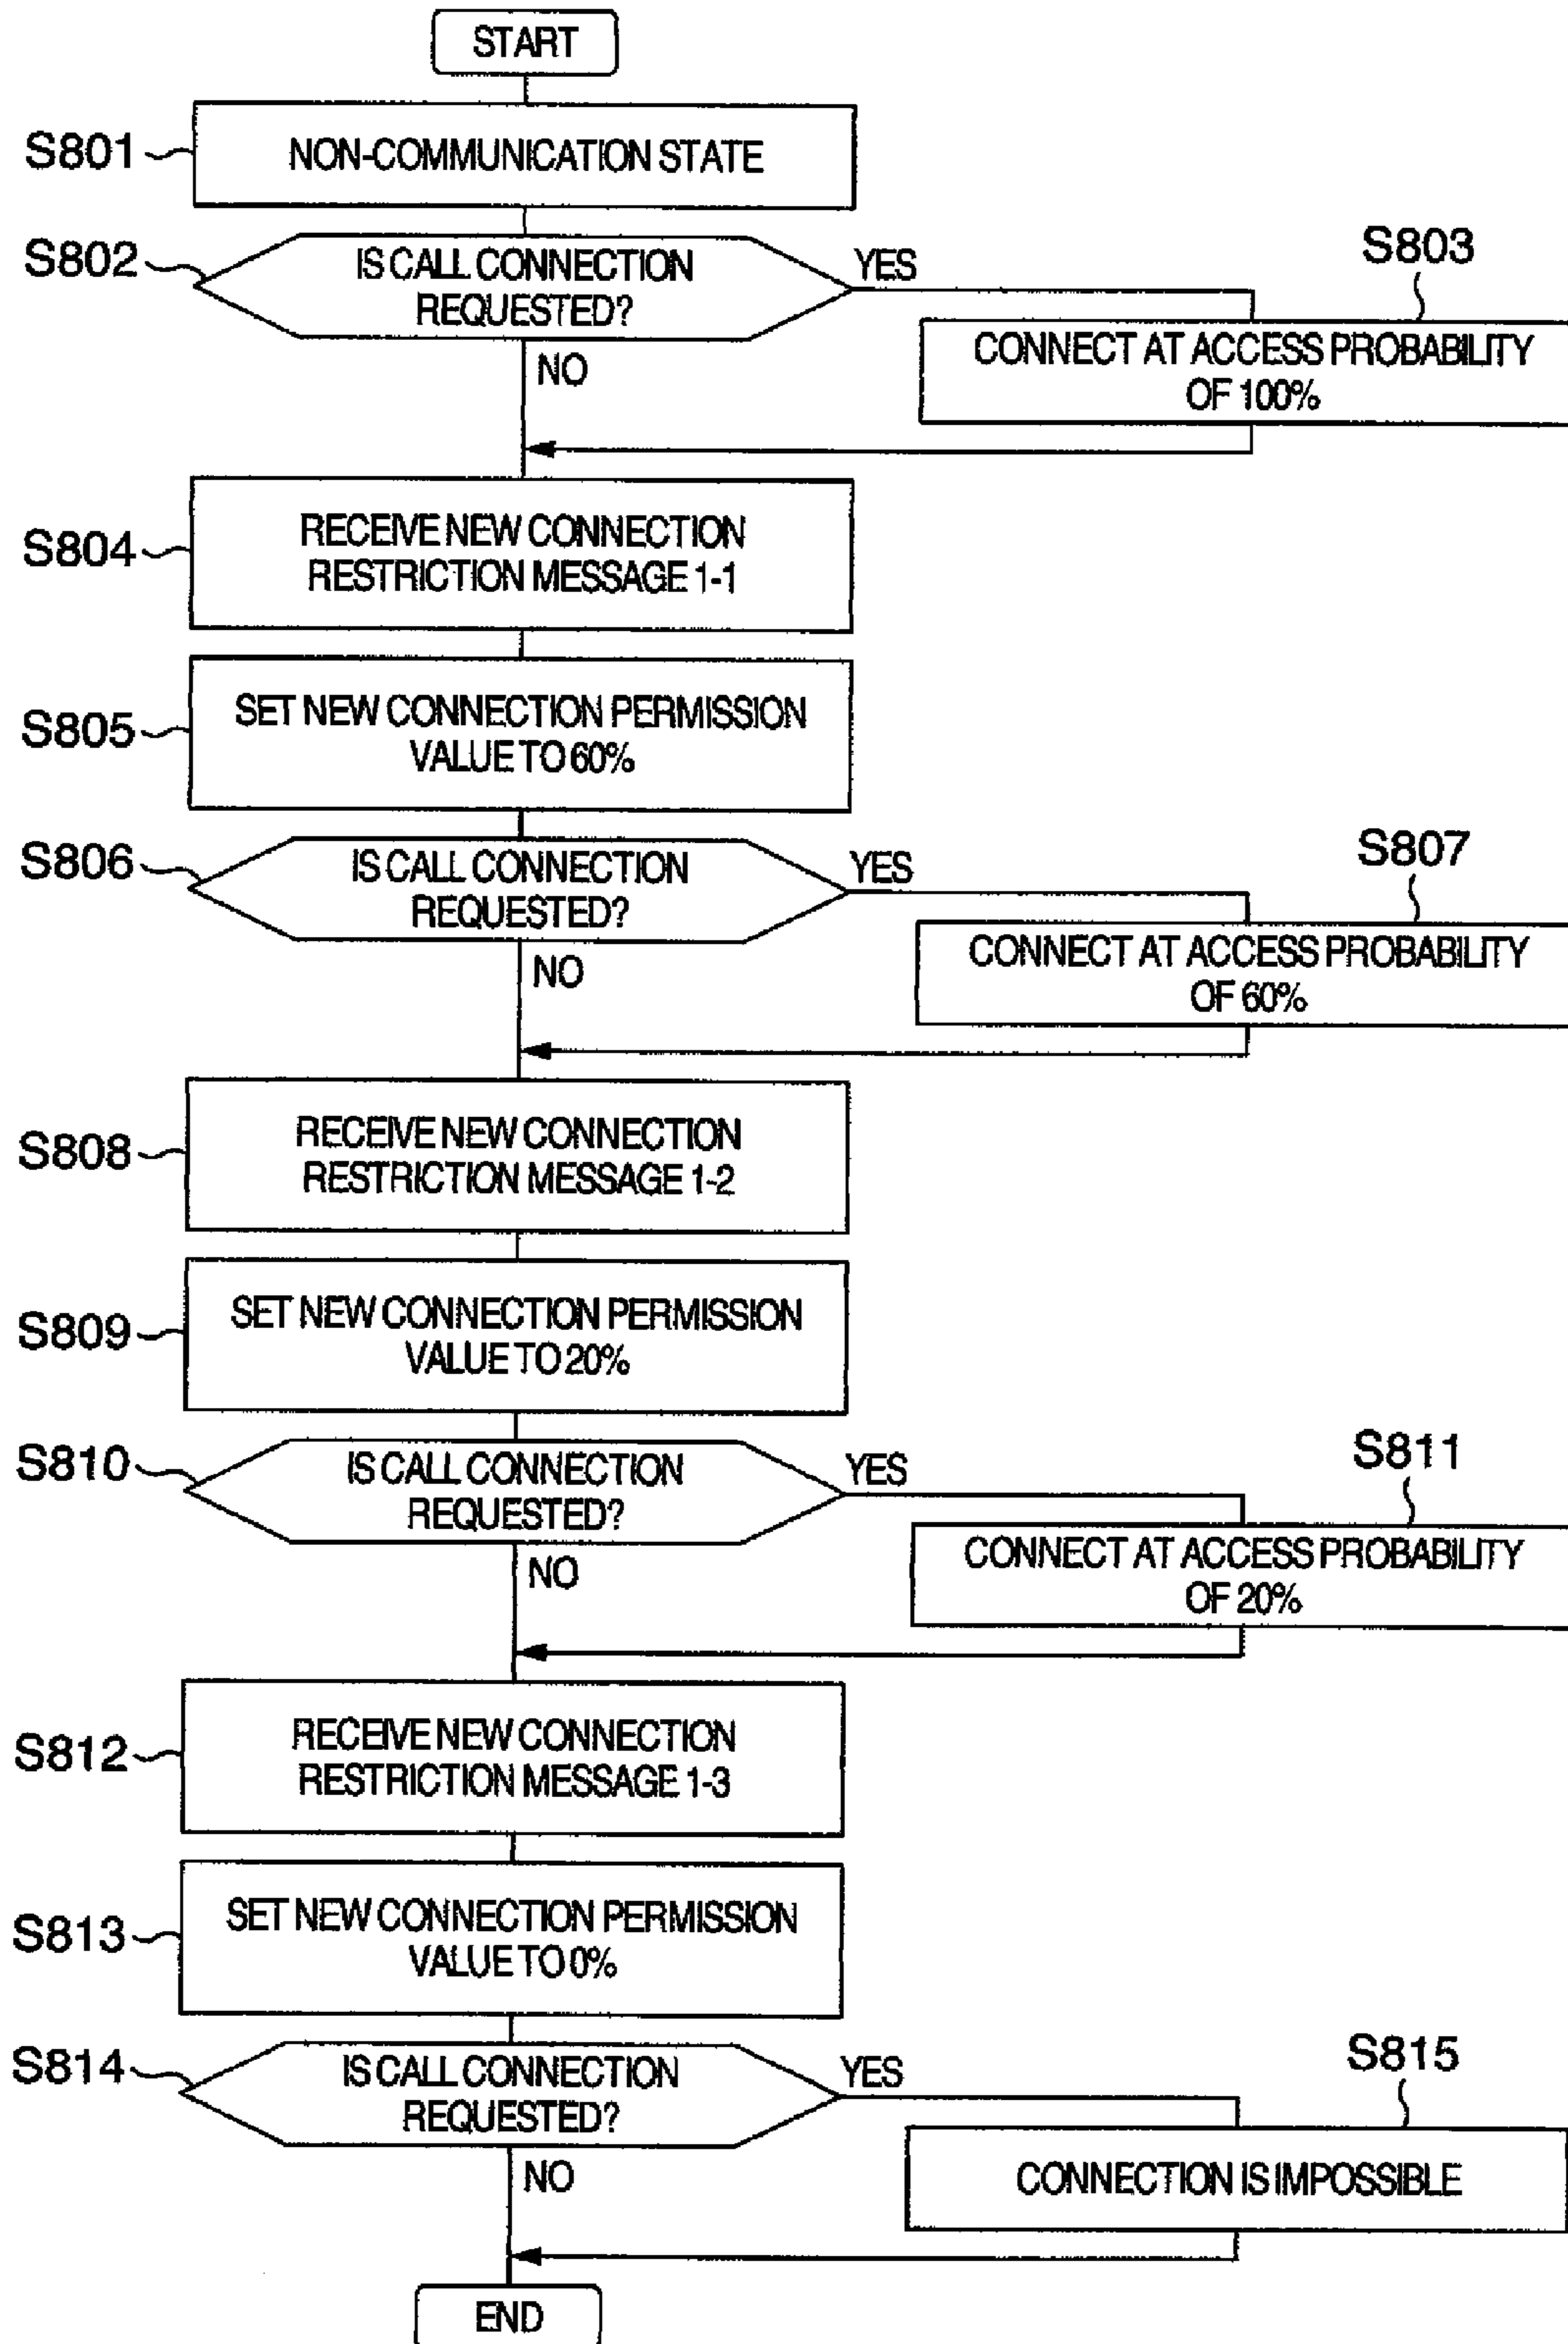 START
S801
NON-COMMUNICATION STATE
S802
IS CALL CONNECTION
REQUESTED?
YES
NO
S803
CONNECT AT ACCESS PROBABILITY
OF 100%
S804
RECEIVE NEW CONNECTION
RESTRICTION MESSAGE 1-1
S805
SET NEW CONNECTION PERMISSION
VALUE TO 60%
S806
IS CALL CONNECTION
REQUESTED?
YES
NO
S807
CONNECT AT ACCESS PROBABILITY
OF 60%
S808
RECEIVE NEW CONNECTION
RESTRICTION MESSAGE 1-2
S809
SET NEW CONNECTION PERMISSION
VALUE TO 20%
S810
IS CALL CONNECTION
REQUESTED?
YES
NO
S811
CONNECT AT ACCESS PROBABILITY
OF 20%
S812
RECEIVE NEW CONNECTION
RESTRICTION MESSAGE 1-3
S813
SET NEW CONNECTION PERMISSION
VALUE TO 0%
S814
IS CALL CONNECTION
REQUESTED?
YES
NO
S815
CONNECTION IS IMPOSSIBLE
END